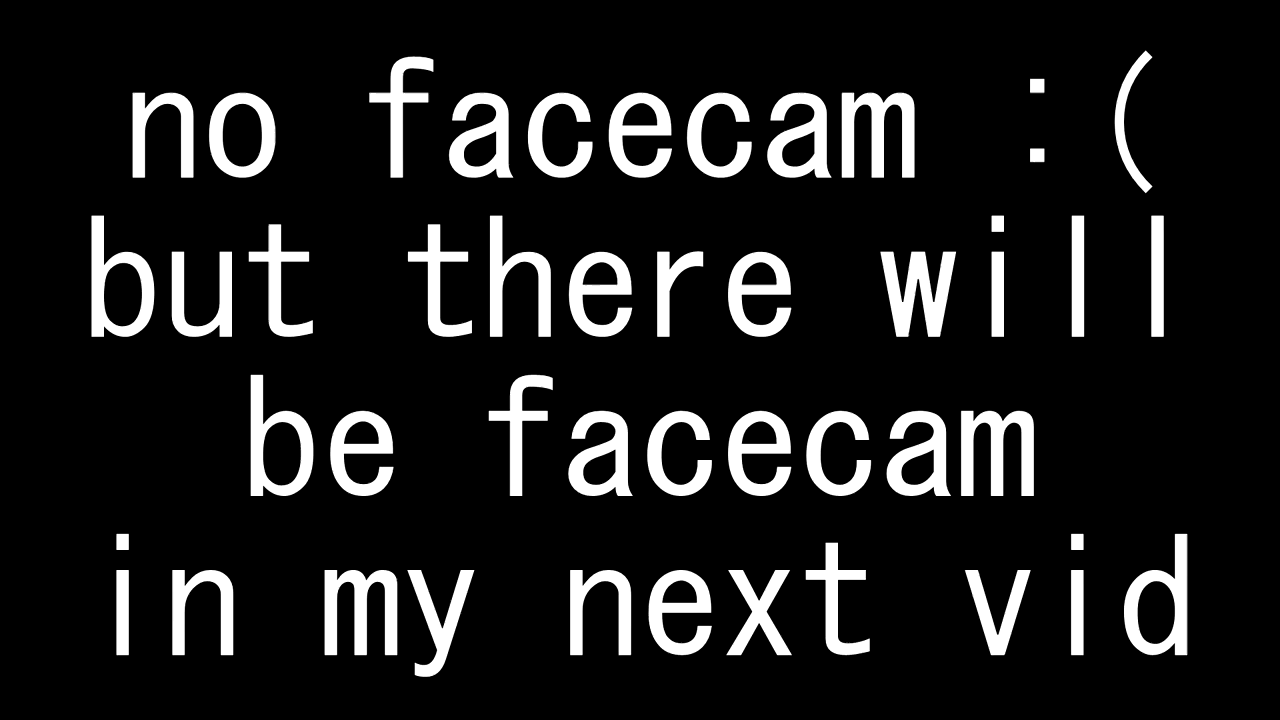 no facecam :(
but there will
be facecam
in my next vid